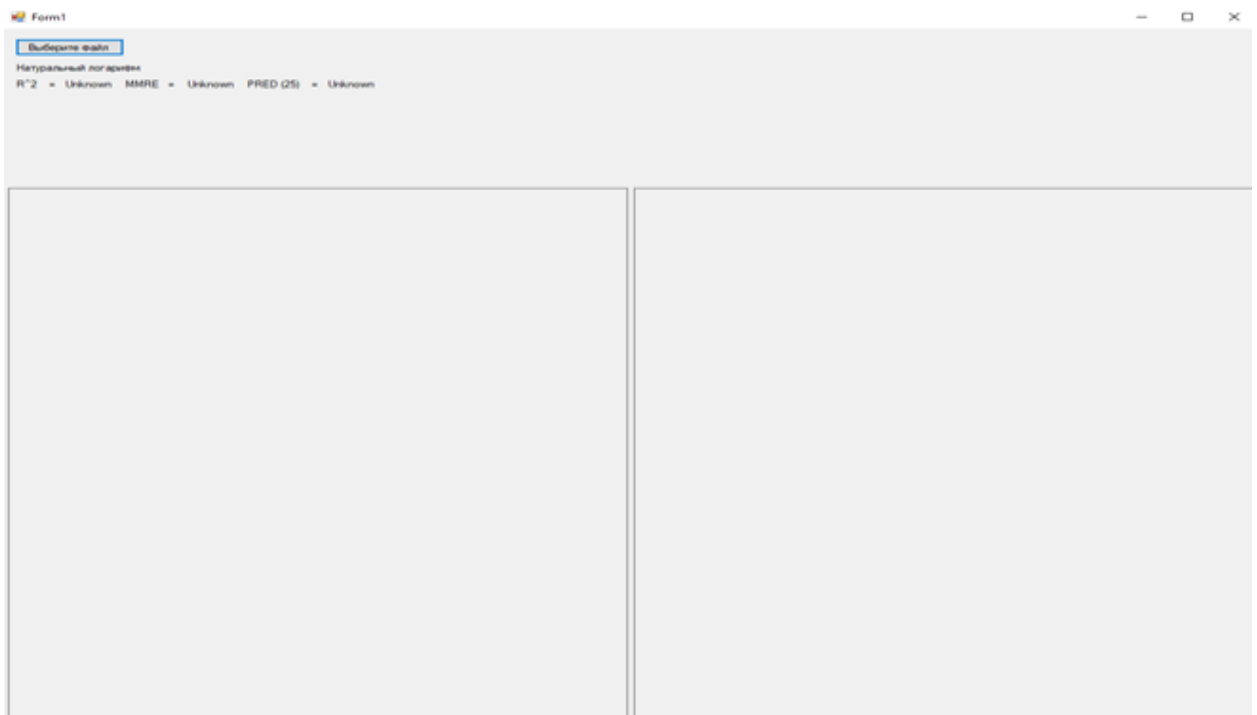 Form1
Выберите файл
Натуральный логарифм
R^2 = Unknown MMRE = Unknown PRED (25) = Unknown